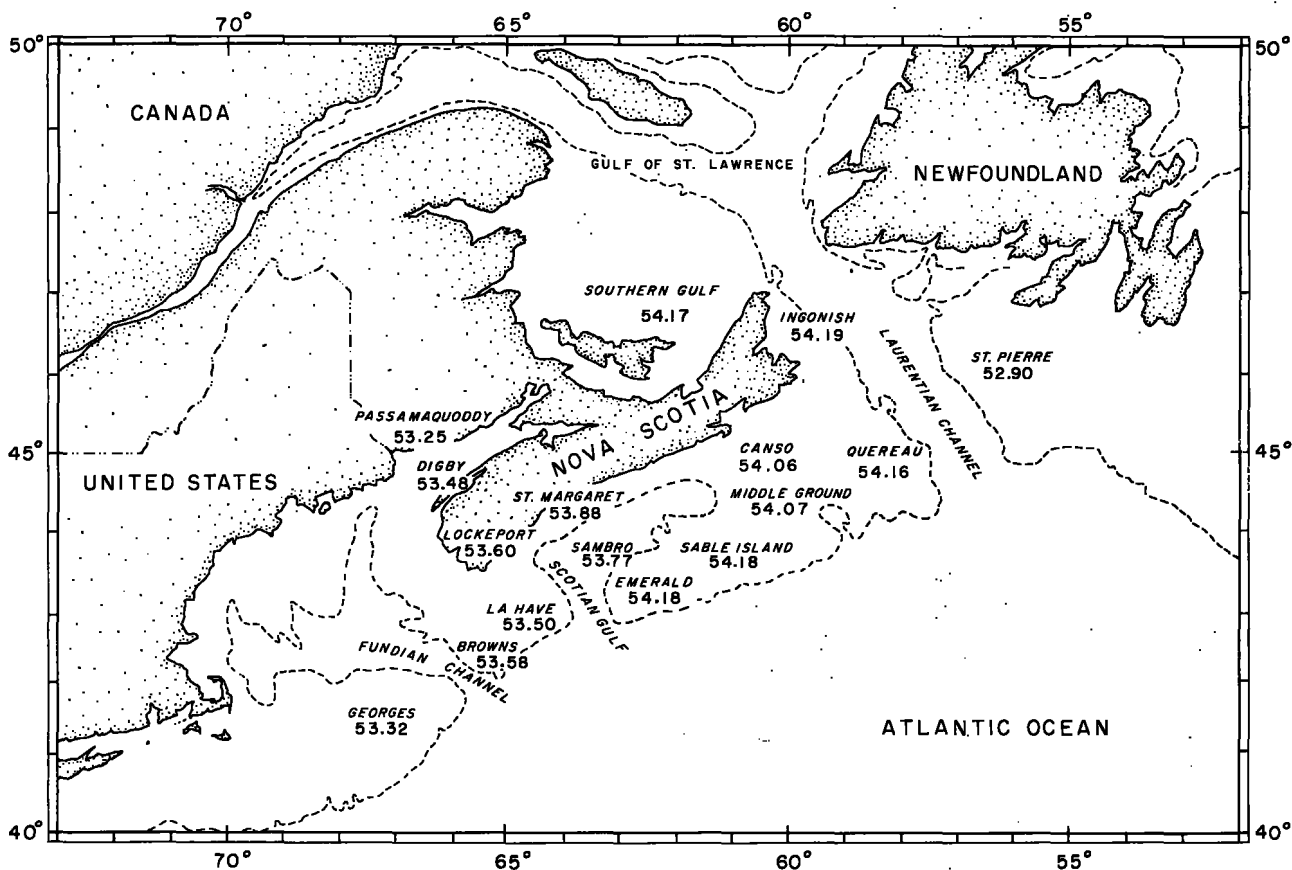 70° 65° 60° 55°
50° 50°
CANADA
GULF OF ST. LAWRENCE
NEWFOUNDLAND
SOUTHERN GULF
54.17
INGONISH
54.19
LAURENTIAN CHANNEL
ST. PIERRE
52.90
PASSAMAQUODDY
53.25
NOVA SCOTIA
45° 45°
DIGBY
53.48
CANSO
54.06
QUEREAU
54.16
UNITED STATES
ST. MARGARET
53.88
MIDDLE GROUND
54.07
LOCKEPORT
53.60
SAMBRO
53.77
SABLE ISLAND
54.18
SCOTIAN GULF
EMERALD
54.18
LA HAVE
53.50
FUNDIAN CHANNEL
BROWNS
53.58
GEORGES
53.32
ATLANTIC OCEAN
40° 40°
70° 65° 60° 55°